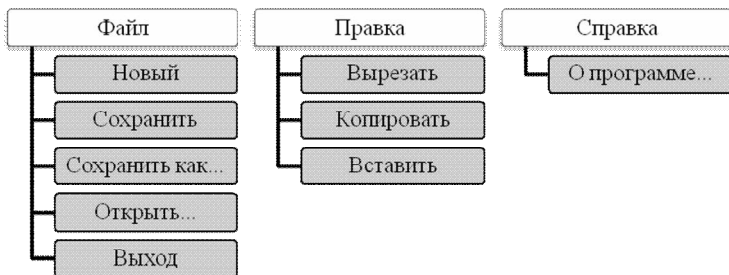 Файл
Новый
Сохранить
Сохранить как...
Открыть...
Выход
Правка
Вырезать
Копировать
Вставить
Справка
О программе...